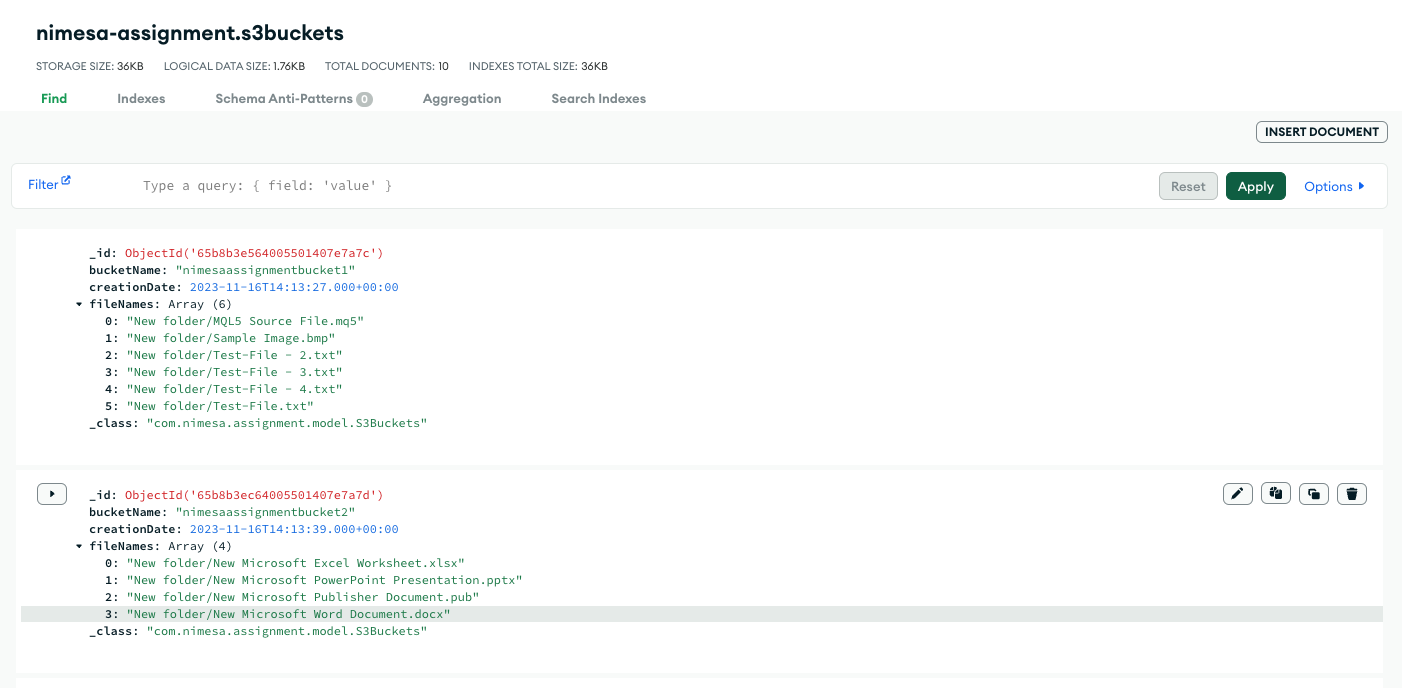 nimesa-assignment.s3buckets
STORAGE SIZE: 36KB LOGICAL DATA SIZE: 1.76KB TOTAL DOCUMENTS: 10 INDEXES TOTAL SIZE: 36KB
Find Indexes Schema Anti-Patterns 0 Aggregation Search Indexes
INSERT DOCUMENT
Filter Type a query: { field: 'value' } Reset Apply Options
_id: ObjectId('65b8b3e564005501407e7a7c')
bucketName: "nimesaassignmentbucket1"
creationDate: 2023-11-16T14:13:27.000+00:00
fileNames: Array (6)
0: "New folder/MQL5 Source File.mq5"
1: "New folder/Sample Image.bmp"
2: "New folder/Test-File - 2.txt"
3: "New folder/Test-File - 3.txt"
4: "New folder/Test-File - 4.txt"
5: "New folder/Test-File.txt"
_class: "com.nimesa.assignment.model.S3Buckets"
_id: ObjectId('65b8b3ec64005501407e7a7d')
bucketName: "nimesaassignmentbucket2"
creationDate: 2023-11-16T14:13:39.000+00:00
fileNames: Array (4)
0: "New folder/New Microsoft Excel Worksheet.xlsx"
1: "New folder/New Microsoft PowerPoint Presentation.pptx"
2: "New folder/New Microsoft Publisher Document.pub"
3: "New folder/New Microsoft Word Document.docx"
_class: "com.nimesa.assignment.model.S3Buckets"